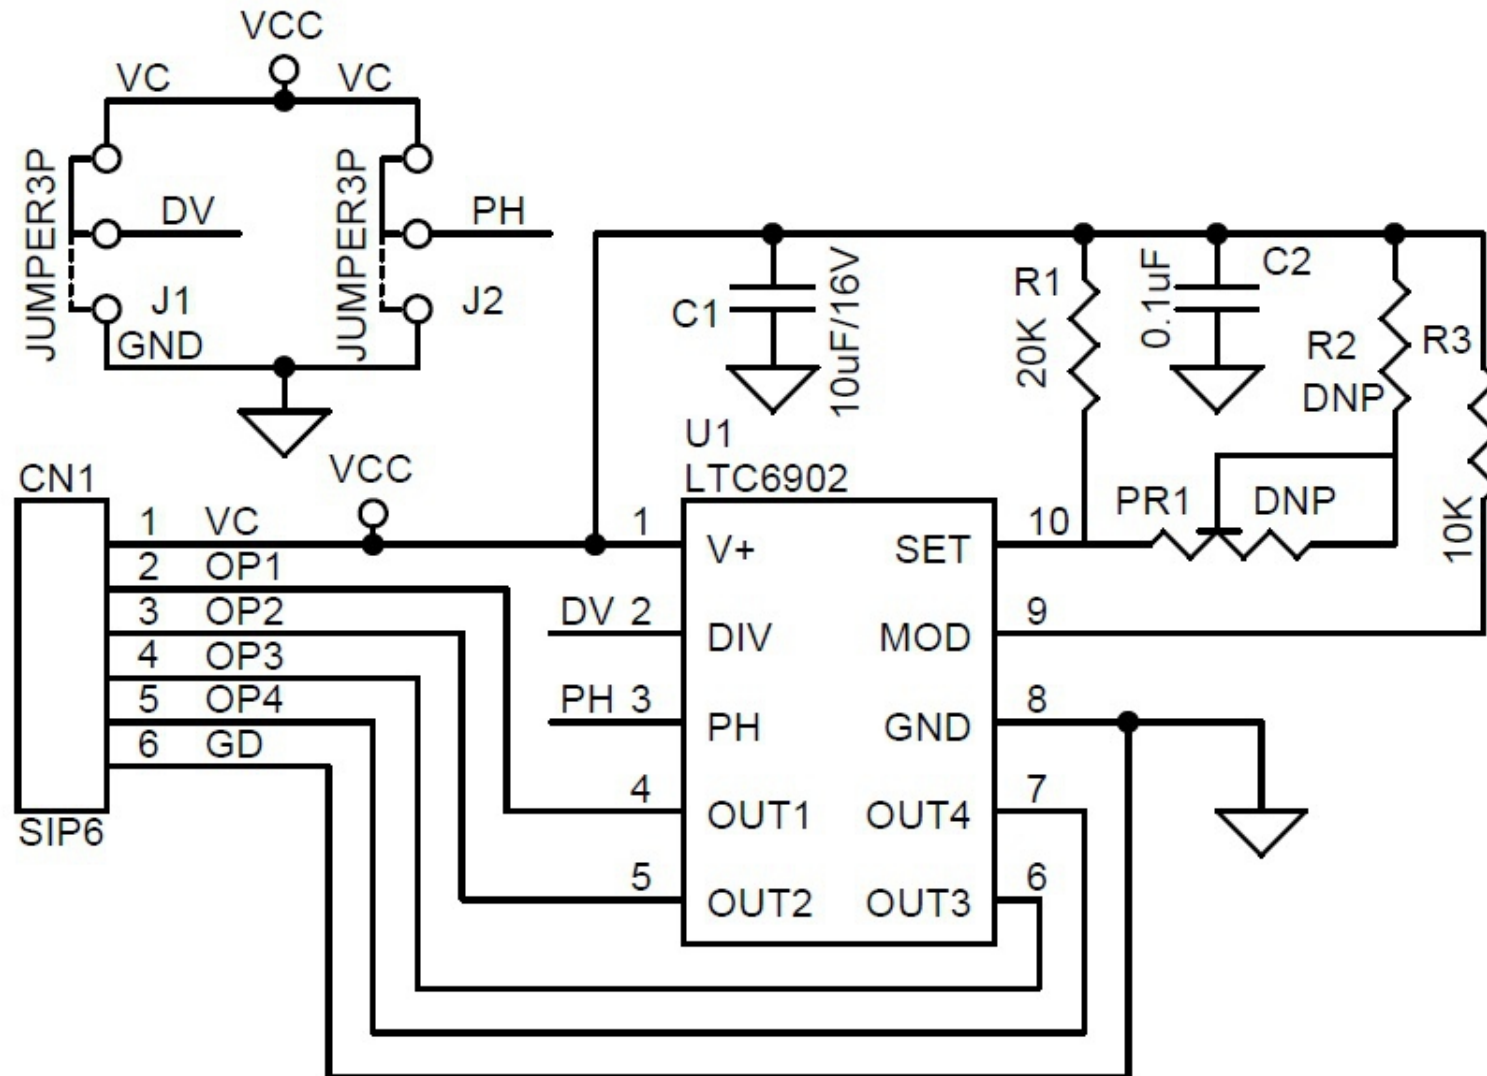 VCC
VC
VC
JUMPER3P
DV
J1
GND
JUMPER3P
PH
J2
C1
10uF/16V
R1
20K
0.1uF
C2
R2
DNP
R3
10K
U1
LTC6902
CN1
VCC
1 VC
2 OP1
3 OP2
4 OP3
5 OP4
6 GD
SIP6
1 V+
DV 2 DIV
PH 3 PH
4 OUT1
5 OUT2
SET 10
MOD 9
GND 8
OUT4 7
OUT3 6
PR1 DNP